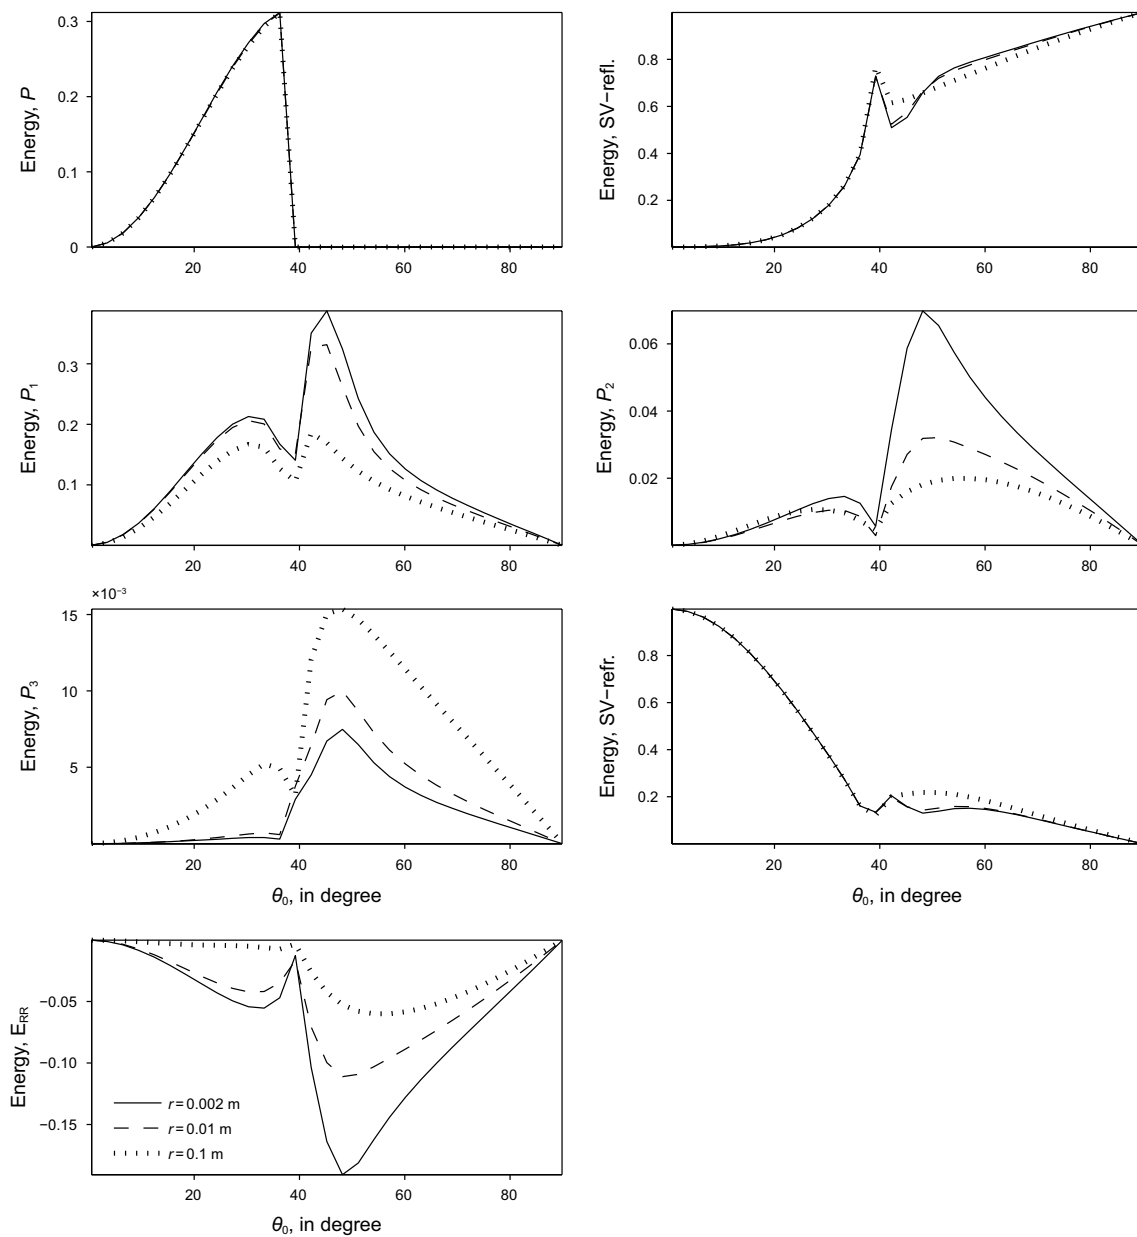 Energy, P
0.3
0.2
0.1
0
20 40 60 80
Energy, SV−refl.
0.8
0.6
0.4
0.2
20 40 60 80
Energy, P1
0.3
0.2
0.1
20 40 60 80
Energy, P2
0.06
0.04
0.02
20 40 60 80
×10−3
Energy, P3
15
10
5
20 40 60 80
θ0, in degree
Energy, SV−refr.
0.8
0.6
0.4
0.2
20 40 60 80
θ0, in degree
Energy, ERR
−0.05
−0.10
−0.15
r=0.002 m
r=0.01 m
r=0.1 m
20 40 60 80
θ0, in degree